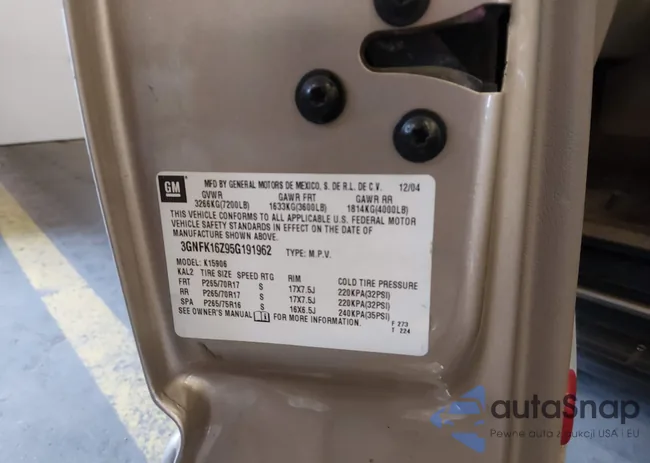 GM
MFD BY GENERAL MOTORS DE MEXICO, S. DE R.L. DE C.V. 12/04
GVWR GAWR FRT GAWR RR
3266KG(7200LB) 1633KG(3600LB) 1814KG(4000LB)
THIS VEHICLE CONFORMS TO ALL APPLICABLE U.S. FEDERAL MOTOR
VEHICLE SAFETY STANDARDS IN EFFECT ON THE DATE OF
MANUFACTURE SHOWN ABOVE.
3GNFK16Z95G191962 TYPE: M.P.V.
MODEL: K15906
KAL2 TIRE SIZE SPEED RTG RIM COLD TIRE PRESSURE
FRT P265/70R17 S 17X7.5J 220KPA(32PSI)
RR P265/70R17 S 17X7.5J 220KPA(32PSI)
SPA P265/75R16 S 16X6.5J 240KPA(35PSI)
SEE OWNER'S MANUAL FOR MORE INFORMATION.
F 273
T 224
autaSnap
Pewne auta z aukcji USA i EU